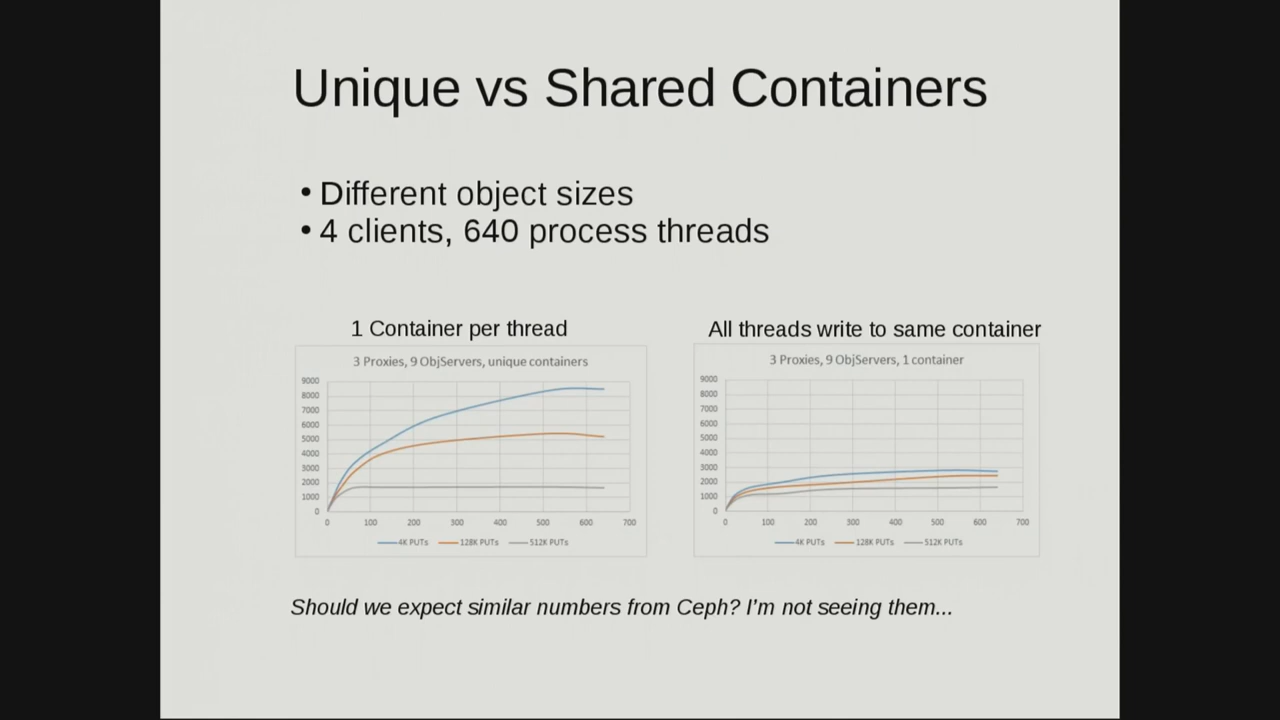 Unique vs Shared Containers
• Different object sizes
• 4 clients, 640 process threads
1 Container per thread
3 Proxies, 9 ObjServers, unique containers
9000
8000
7000
6000
5000
4000
3000
2000
1000
0
0 100 200 300 400 500 600 700
4K PUTs 128K PUTs 512K PUTs
All threads write to same container
3 Proxies, 9 ObjServers, 1 container
9000
8000
7000
6000
5000
4000
3000
2000
1000
0
0 100 200 300 400 500 600 700
4K PUTs 128K PUTs 512K PUTs
Should we expect similar numbers from Ceph? I'm not seeing them...